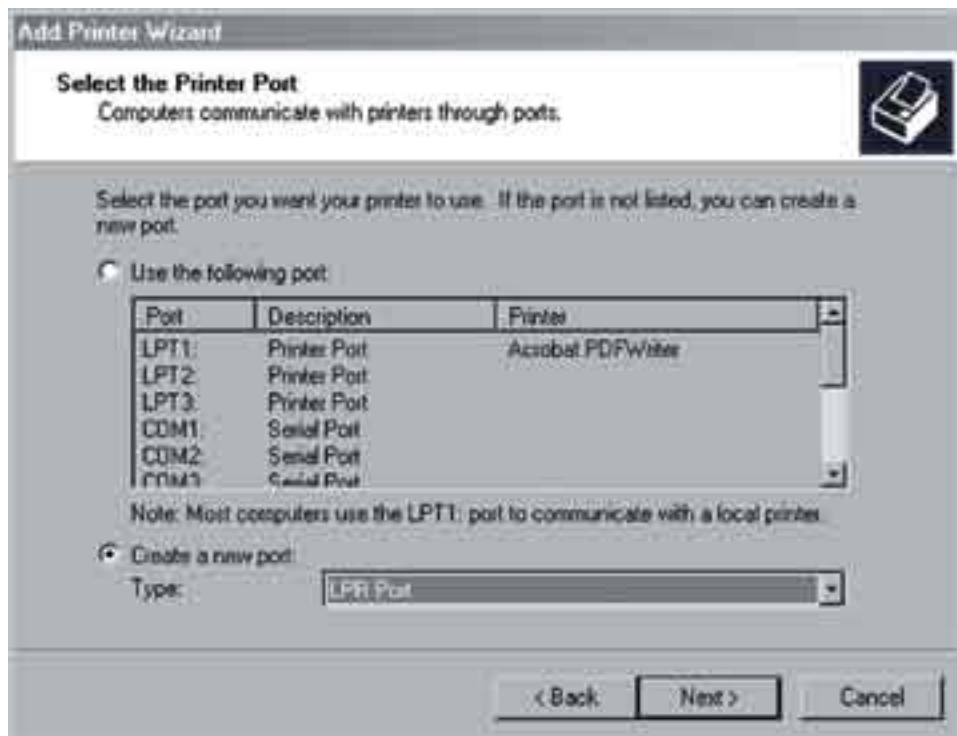 Add Printer Wizard
Select the Printer Port
Computers communicate with printers through ports.
Select the port you want your printer to use. If the port is not listed, you can create a
new port.
Use the following port:
Port Description Printer
LPT1: Printer Port Acrobat PDFWriter
LPT2: Printer Port
LPT3: Printer Port
COM1: Serial Port
COM2: Serial Port
COM3: Serial Port
Note: Most computers use the LPT1: port to communicate with a local printer.
Create a new port:
Type: LPR Port
< Back Next > Cancel